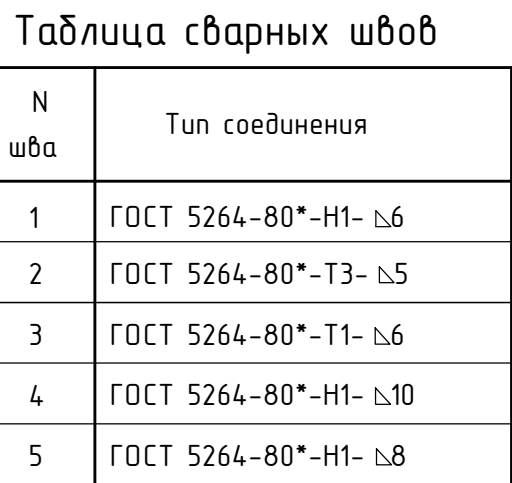 Таблица сварных швов
N шва
Тип соединения
1 ГОСТ 5264-80*-Н1- ◺6
2 ГОСТ 5264-80*-Т3- ◺5
3 ГОСТ 5264-80*-Т1- ◺6
4 ГОСТ 5264-80*-Н1- ◺10
5 ГОСТ 5264-80*-Н1- ◺8